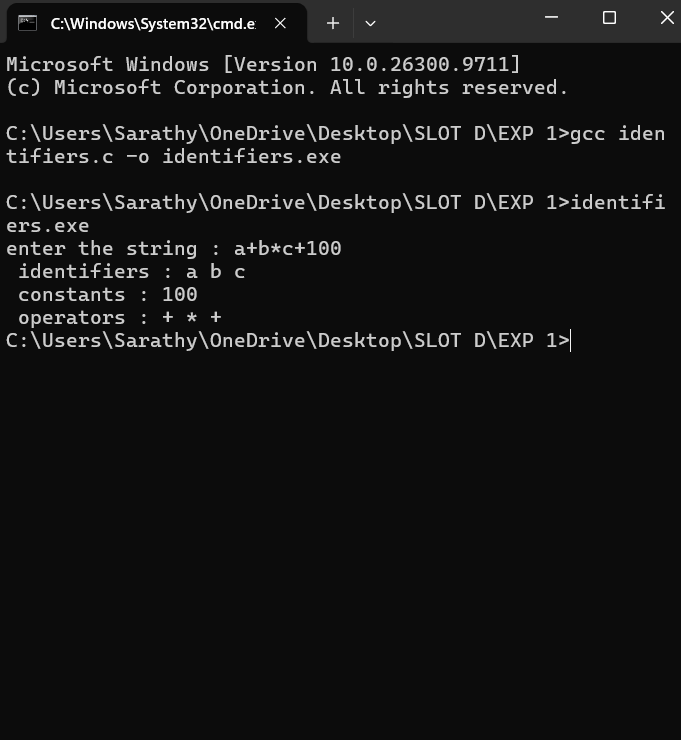 C:\Windows\System32\cmd.e
Microsoft Windows [Version 10.0.26300.9711]
(c) Microsoft Corporation. All rights reserved.
C:\Users\Sarathy\OneDrive\Desktop\SLOT D\EXP 1>gcc iden
tifiers.c -o identifiers.exe
C:\Users\Sarathy\OneDrive\Desktop\SLOT D\EXP 1>identifi
ers.exe
enter the string : a+b*c+100
 identifiers : a b c
 constants : 100
 operators : + * +
C:\Users\Sarathy\OneDrive\Desktop\SLOT D\EXP 1>